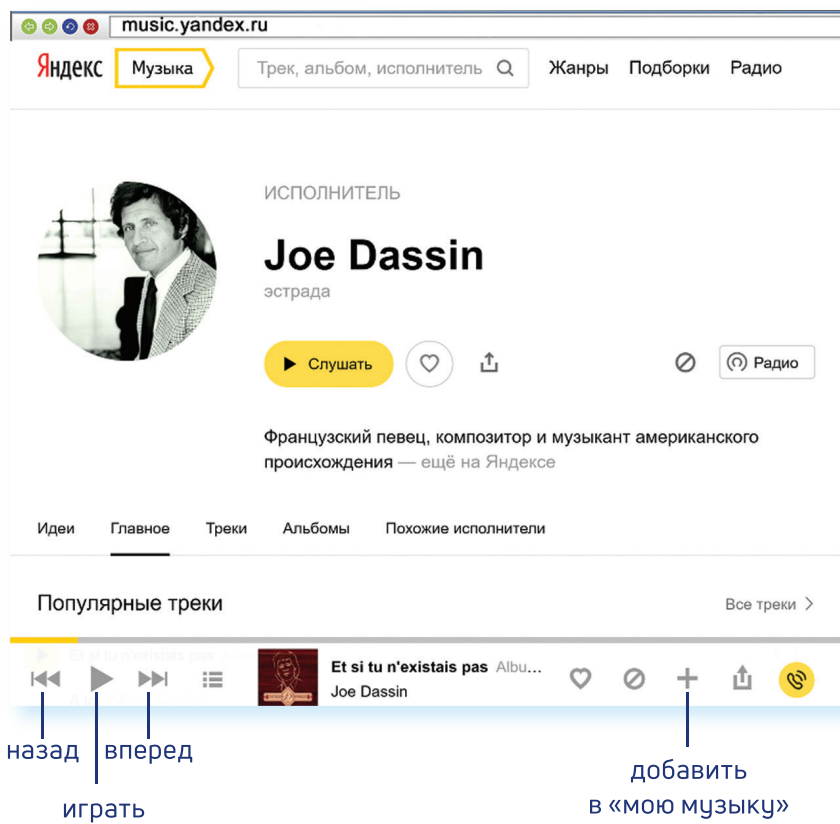 music.yandex.ru
Яндекс Музыка Трек, альбом, исполнитель Жанры Подборки Радио
ИСПОЛНИТЕЛЬ
Joe Dassin
эстрада
Слушать Радио
Французский певец, композитор и музыкант американского
происхождения — ещё на Яндексе
Идеи Главное Треки Альбомы Похожие исполнители
Популярные треки Все треки >
Et si tu n'existais pas Albu...
Joe Dassin
назад вперед
играть
добавить
в «мою музыку»